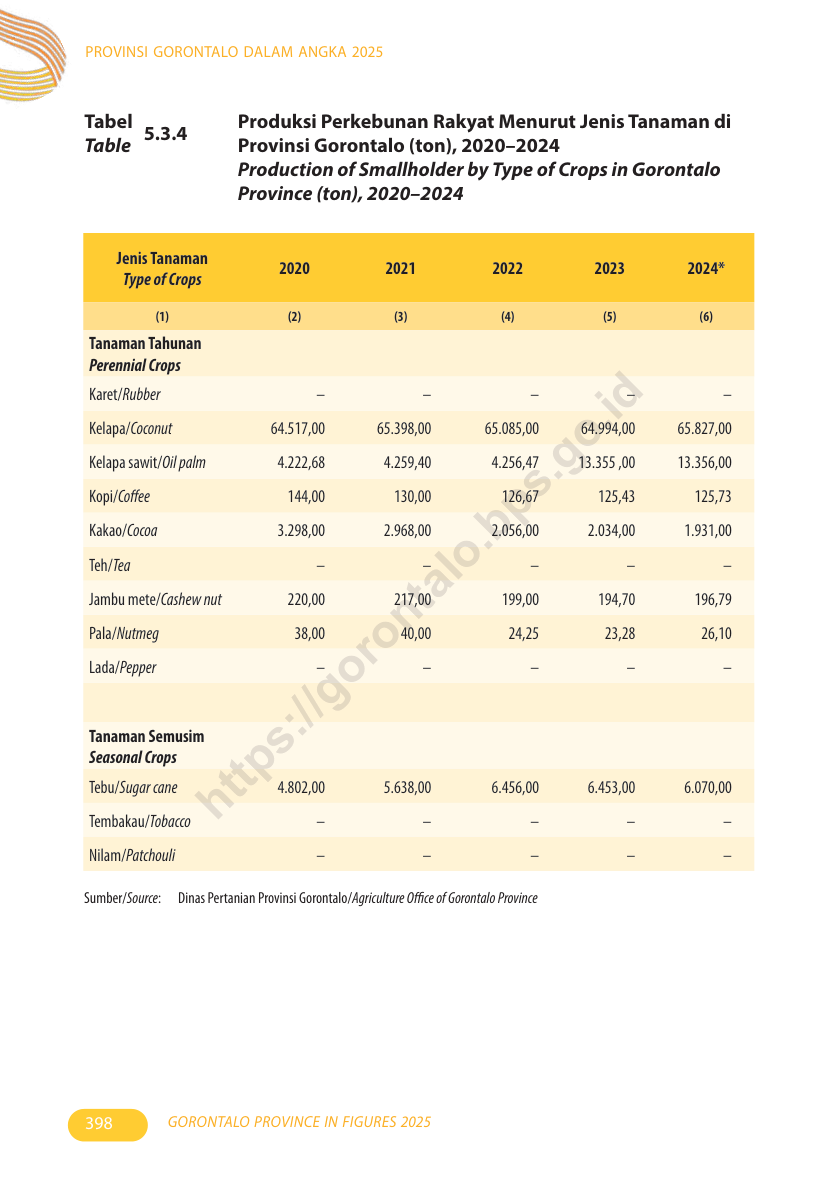 PROVINSI GORONTALO DALAM ANGKA 2025
Tabel
Table
5.3.4
Produksi Perkebunan Rakyat Menurut Jenis Tanaman di
Provinsi Gorontalo (ton), 2020–2024
Production of Smallholder by Type of Crops in Gorontalo
Province (ton), 2020–2024
Jenis Tanaman
Type of Crops
2020 2021 2022 2023 2024*
(1) (2) (3) (4) (5) (6)
Tanaman Tahunan
Perennial Crops
Karet/Rubber – – – – –
Kelapa/Coconut 64.517,00 65.398,00 65.085,00 64.994,00 65.827,00
Kelapa sawit/Oil palm 4.222,68 4.259,40 4.256,47 13.355 ,00 13.356,00
Kopi/Coffee 144,00 130,00 126,67 125,43 125,73
Kakao/Cocoa 3.298,00 2.968,00 2.056,00 2.034,00 1.931,00
Teh/Tea – – – – –
Jambu mete/Cashew nut 220,00 217,00 199,00 194,70 196,79
Pala/Nutmeg 38,00 40,00 24,25 23,28 26,10
Lada/Pepper – – – – –
Tanaman Semusim
Seasonal Crops
Tebu/Sugar cane 4.802,00 5.638,00 6.456,00 6.453,00 6.070,00
Tembakau/Tobacco – – – – –
Nilam/Patchouli – – – – –
Sumber/Source: Dinas Pertanian Provinsi Gorontalo/Agriculture Office of Gorontalo Province
https://gorontalo.bps.go.id
398 GORONTALO PROVINCE IN FIGURES 2025